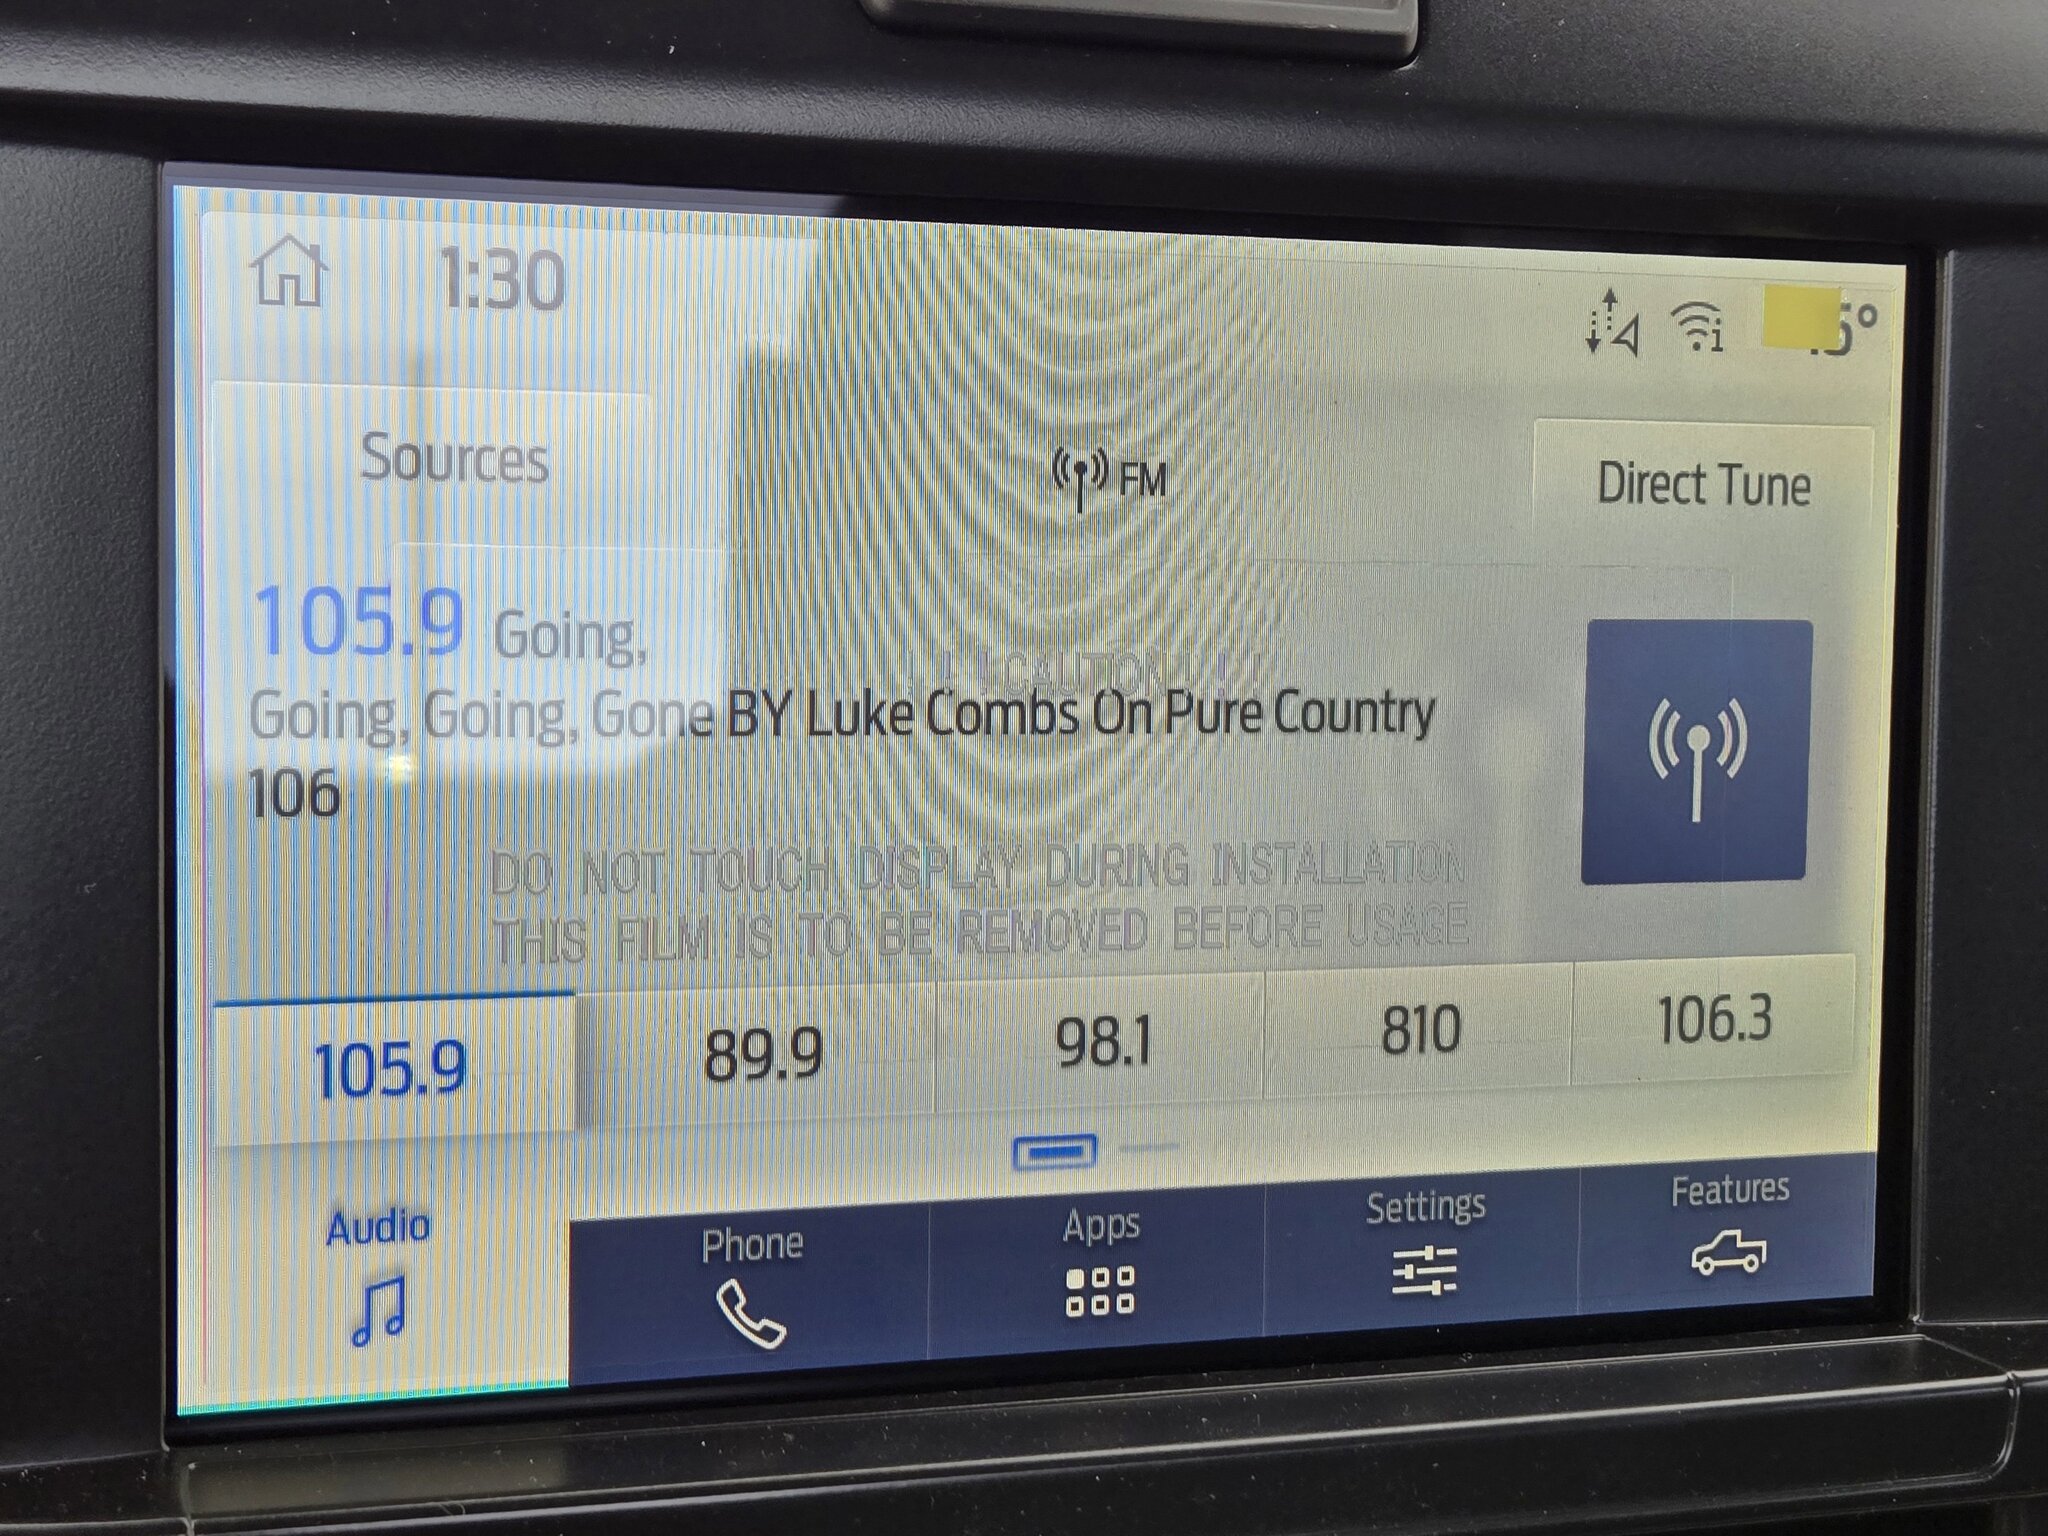 1:30
Sources
FM
Direct Tune
105.9 Going,
! ! ! CAUTION ! ! !
Going, Going, Gone BY Luke Combs On Pure Country
106
DO NOT TOUCH DISPLAY DURING INSTALLATION
THIS FILM IS TO BE REMOVED BEFORE USAGE
105.9 89.9 98.1 810 106.3
Audio Phone Apps Settings Features